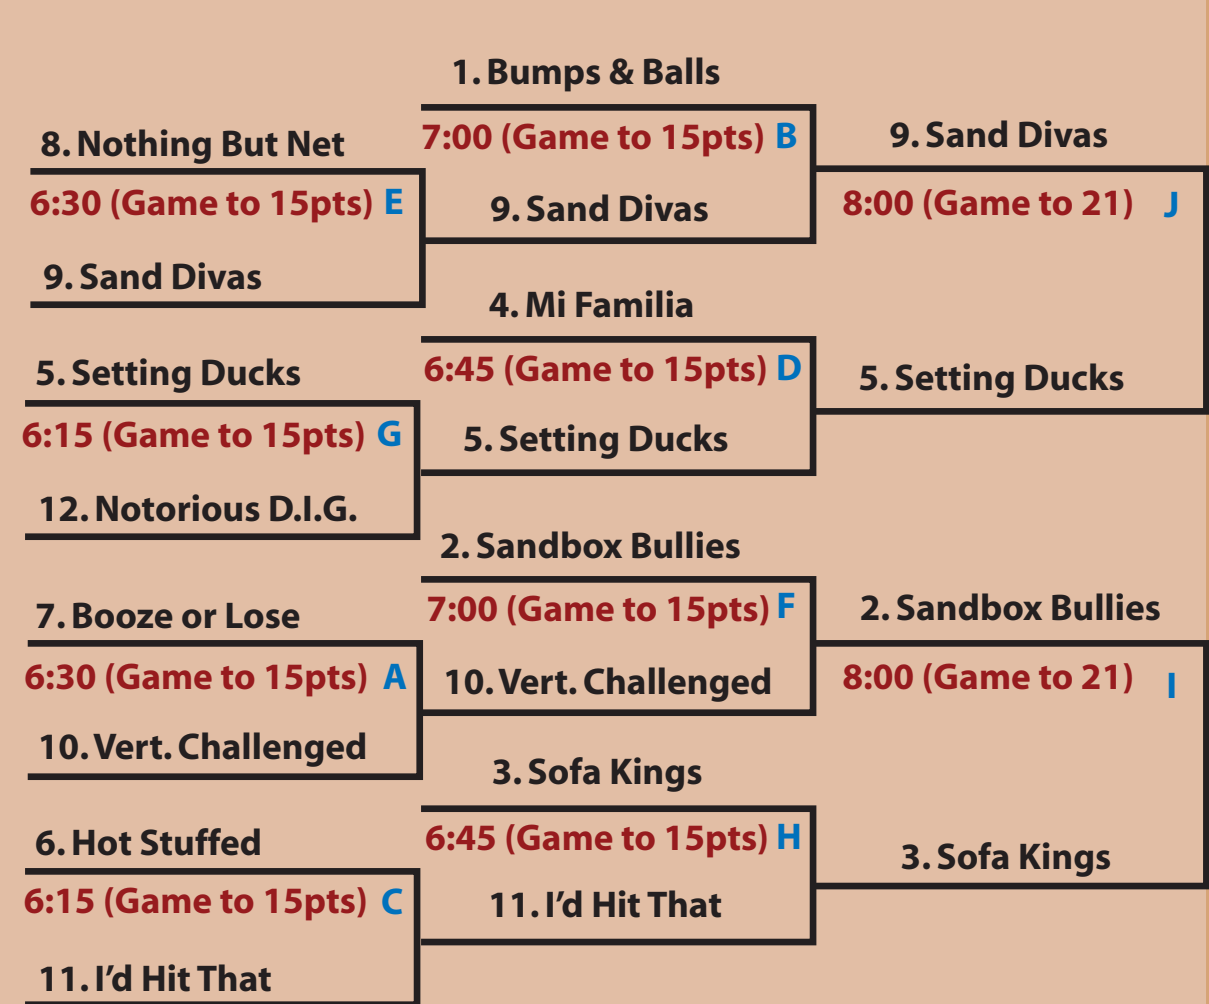 8. Nothing But Net
6:30 (Game to 15pts) E
9. Sand Divas
5. Setting Ducks
6:15 (Game to 15pts) G
12. Notorious D.I.G.
7. Booze or Lose
6:30 (Game to 15pts) A
10. Vert. Challenged
6. Hot Stuffed
6:15 (Game to 15pts) C
11. I'd Hit That
1. Bumps & Balls
7:00 (Game to 15pts) B
9. Sand Divas
4. Mi Familia
6:45 (Game to 15pts) D
5. Setting Ducks
2. Sandbox Bullies
7:00 (Game to 15pts) F
10. Vert. Challenged
3. Sofa Kings
6:45 (Game to 15pts) H
11. I'd Hit That
9. Sand Divas
8:00 (Game to 21) J
5. Setting Ducks
2. Sandbox Bullies
8:00 (Game to 21) I
3. Sofa Kings